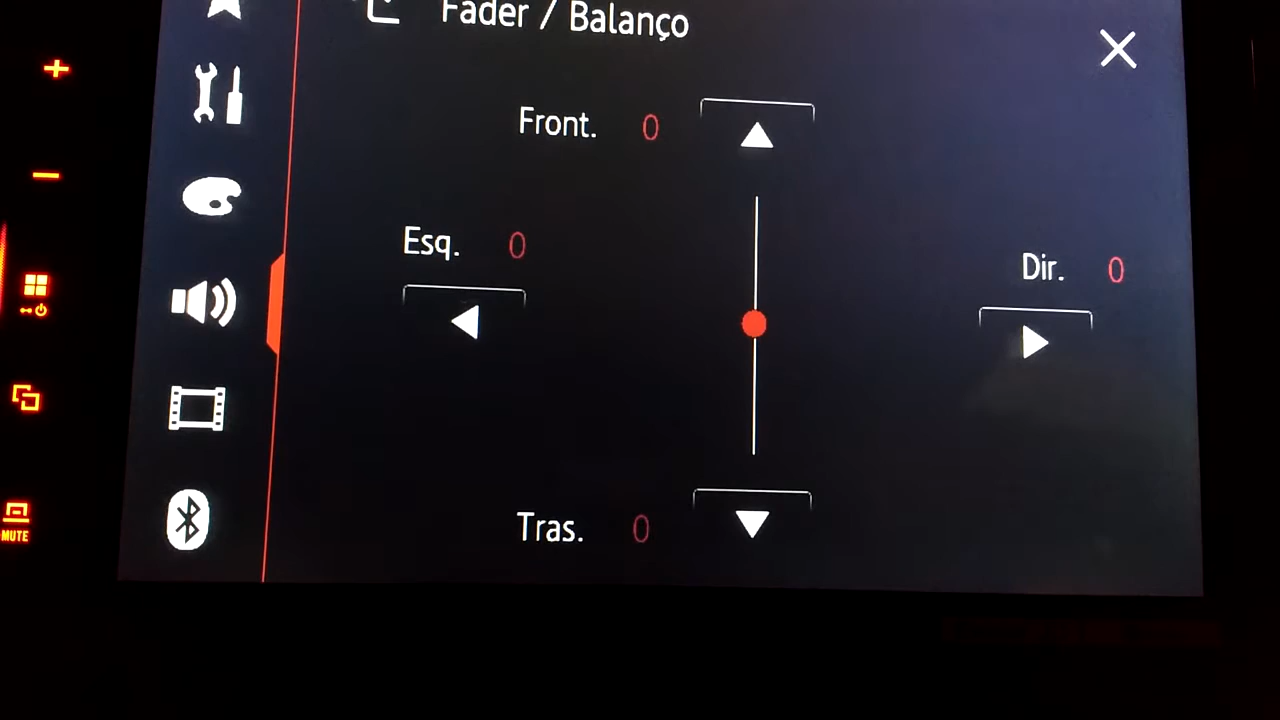 Fader / Balanço
Front. 0
Esq. 0
Dir. 0
Tras. 0
MUTE